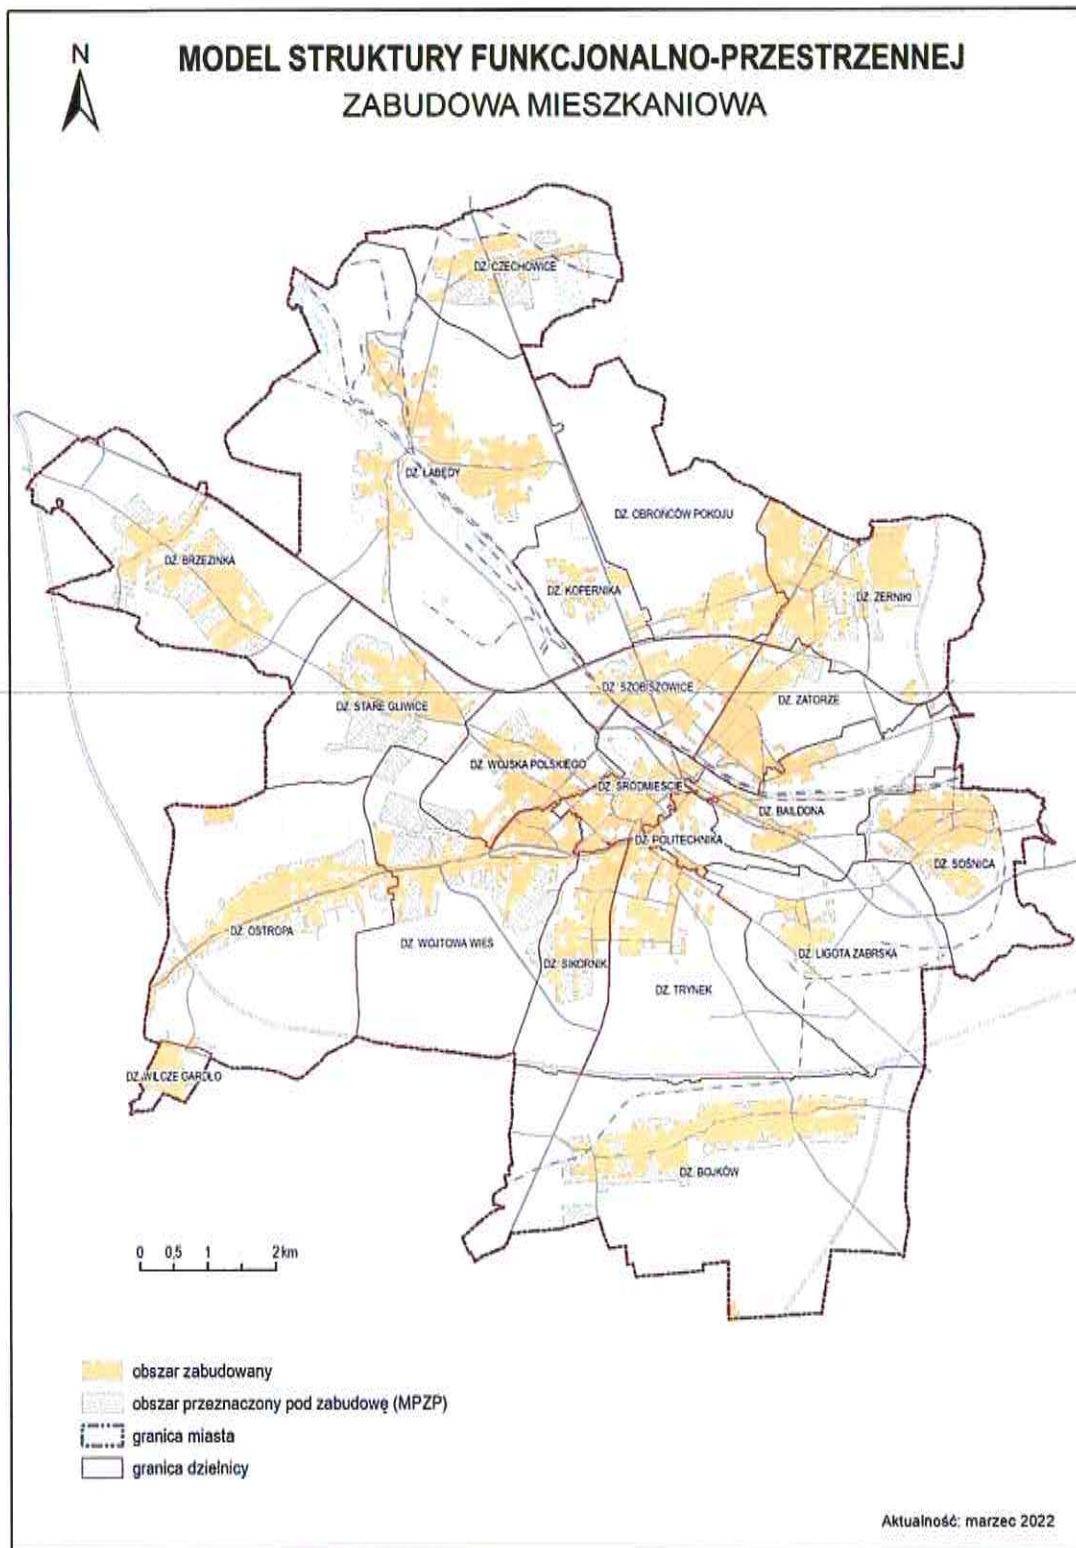 N
MODEL STRUKTURY FUNKCJONALNO-PRZESTRZENNEJ
ZABUDOWA MIESZKANIOWA
DZ. CZECHOWICE
DZ. ŁABĘDY
DZ. OBROŃCÓW POKOJU
DZ. BRZEZINKA
DZ. KOPERNIKA
DZ. ŻERNIKI
DZ. SZOBISZOWICE
DZ. ZATORZE
DZ. STARE GLIWICE
DZ. WOJSKA POLSKIEGO
DZ. ŚRÓDMIEŚCIE
DZ. BAILDONA
DZ. POLITECHNIKA
DZ. SOŚNICA
DZ. OSTROPA
DZ. WÓJTOWA WIEŚ
DZ. SIKORNIK
DZ. LIGOTA ZABRSKA
DZ. TRYNEK
DZ. WILCZE GARDŁO
DZ. BOJKÓW
0 0,5 1 2 km
obszar zabudowany
obszar przeznaczony pod zabudowę (MPZP)
granica miasta
granica dzielnicy
Aktualność: marzec 2022